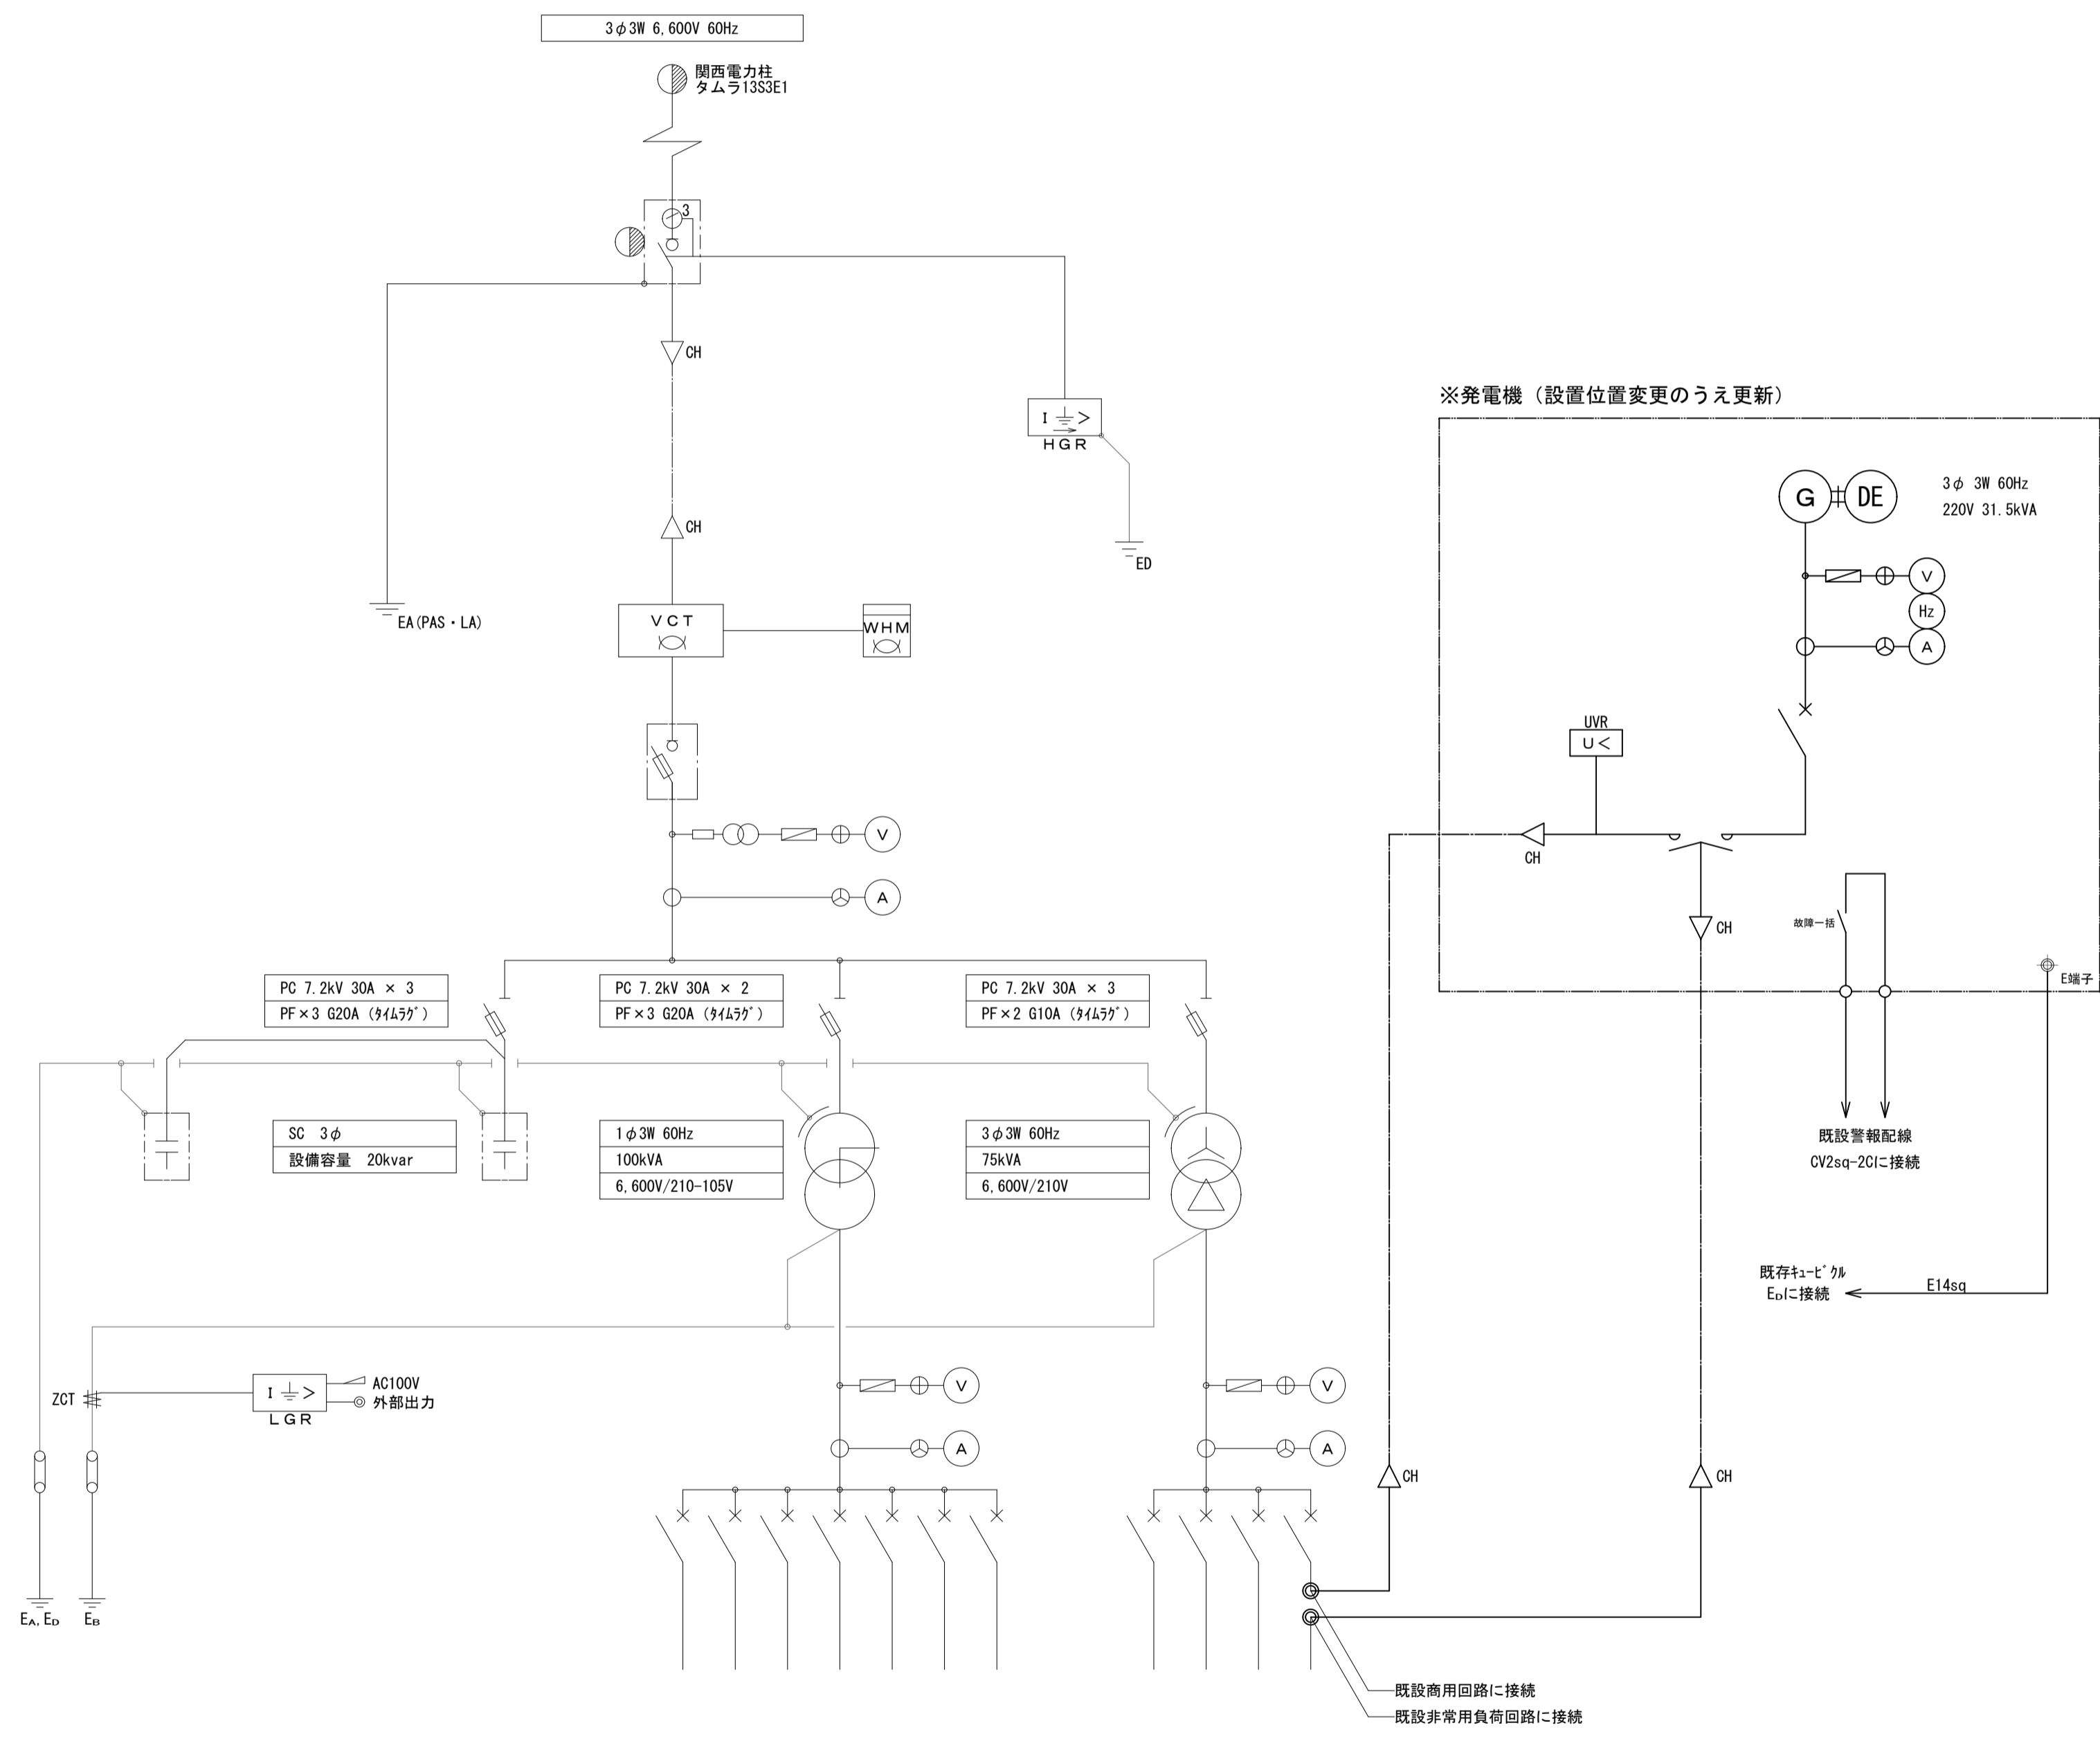 3φ3W 6,600V 60Hz
関西電力柱
タムラ13S3E1
3
CH
I >
HGR
ED
CH
EA(PAS・LA)
VCT
WHM
V
A
※発電機（設置位置変更のうえ更新）
G
DE
3φ 3W 60Hz
220V 31.5kVA
V
Hz
A
UVR
U<
CH
CH
故障一括
E端子
既設警報配線
CV2sq-2Cに接続
既存ｷｭｰﾋﾞｸﾙ
EDに接続
E14sq
PC 7.2kV 30A × 3
PF×3 G20A (ﾀｲﾑﾗｸﾞ)
PC 7.2kV 30A × 2
PF×3 G20A (ﾀｲﾑﾗｸﾞ)
PC 7.2kV 30A × 3
PF×2 G10A (ﾀｲﾑﾗｸﾞ)
SC 3φ
設備容量 20kvar
1φ3W 60Hz
100kVA
6,600V/210-105V
3φ3W 60Hz
75kVA
6,600V/210V
ZCT
I >
LGR
AC100V
外部出力
V
A
V
A
CH
CH
EA,ED
EB
既設商用回路に接続
既設非常用負荷回路に接続